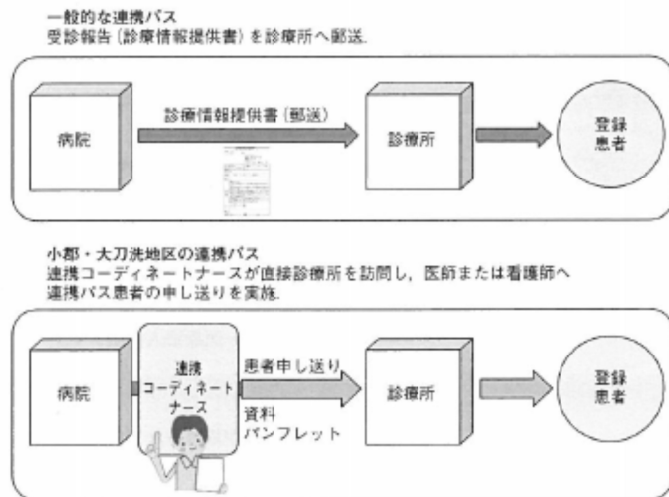 一般的な連携パス
受診報告(診療情報提供書)を診療所へ郵送.
病院
診療情報提供書(郵送)
診療所
登録
患者
小郡・大刀洗地区の連携パス
連携コーディネートナースが直接診療所を訪問し,医師または看護師へ
連携パス患者の申し送りを実施.
病院
連携
コーディネート
ナース
患者申し送り
資料
パンフレット
診療所
登録
患者